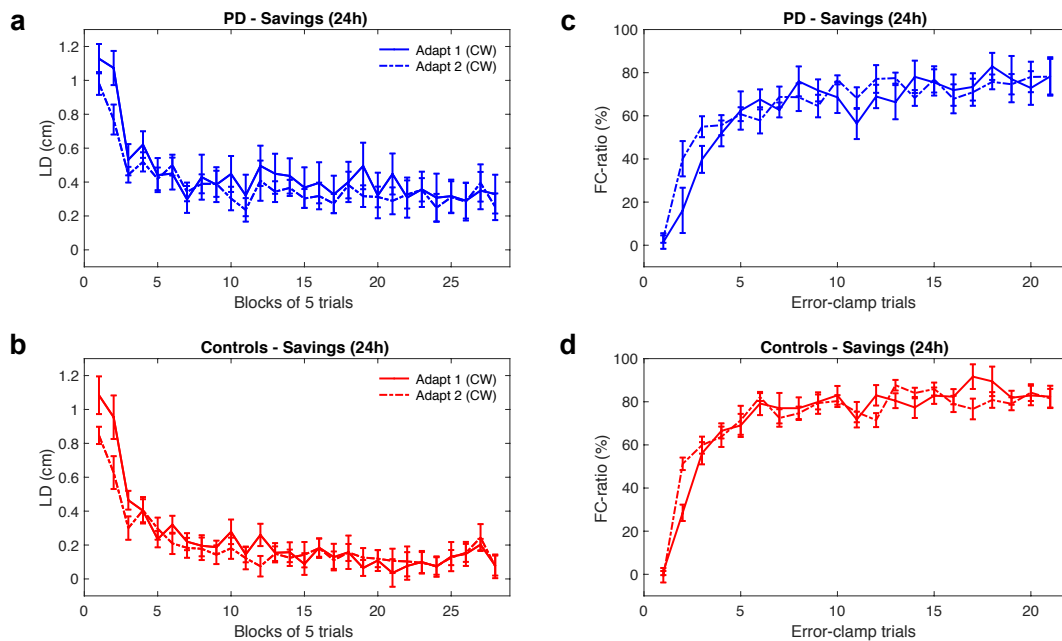 a
PD - Savings (24h)
1.2
1
0.8
0.6
0.4
0.2
0
LD (cm)
Adapt 1 (CW)
Adapt 2 (CW)
0 5 10 15 20 25
Blocks of 5 trials
c
PD - Savings (24h)
100
80
60
40
20
0
FC-ratio (%)
0 5 10 15 20
Error-clamp trials
b
Controls - Savings (24h)
1.2
1
0.8
0.6
0.4
0.2
0
LD (cm)
Adapt 1 (CW)
Adapt 2 (CW)
0 5 10 15 20 25
Blocks of 5 trials
d
Controls - Savings (24h)
100
80
60
40
20
0
FC-ratio (%)
0 5 10 15 20
Error-clamp trials